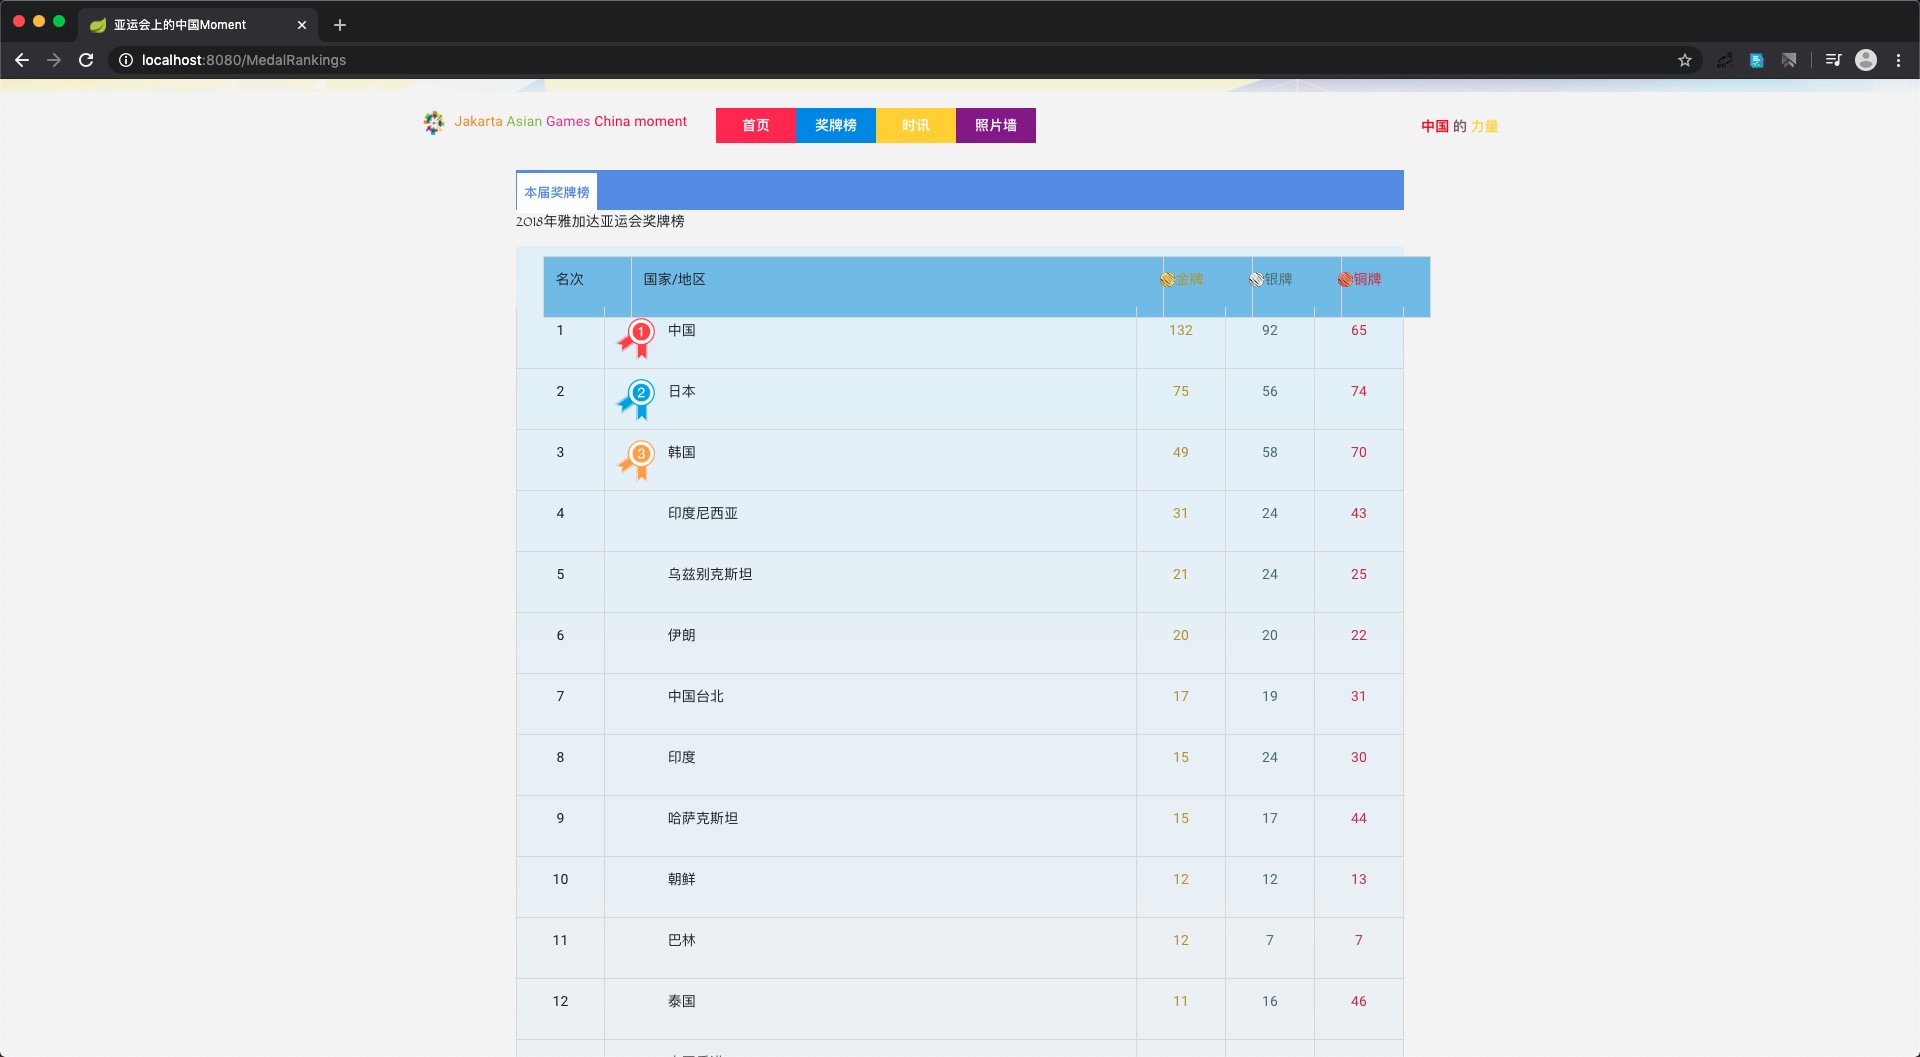 亚运会上的中国Moment
localhost:8080/MedalRankings
Jakarta Asian Games China moment
首页 奖牌榜 时讯 照片墙
中国 的 力量
本届奖牌榜
2018年雅加达亚运会奖牌榜
名次 国家/地区 金牌 银牌 铜牌
1 1 中国 132 92 65
2 2 日本 75 56 74
3 3 韩国 49 58 70
4 印度尼西亚 31 24 43
5 乌兹别克斯坦 21 24 25
6 伊朗 20 20 22
7 中国台北 17 19 31
8 印度 15 24 30
9 哈萨克斯坦 15 17 44
10 朝鲜 12 12 13
11 巴林 12 7 7
12 泰国 11 16 46